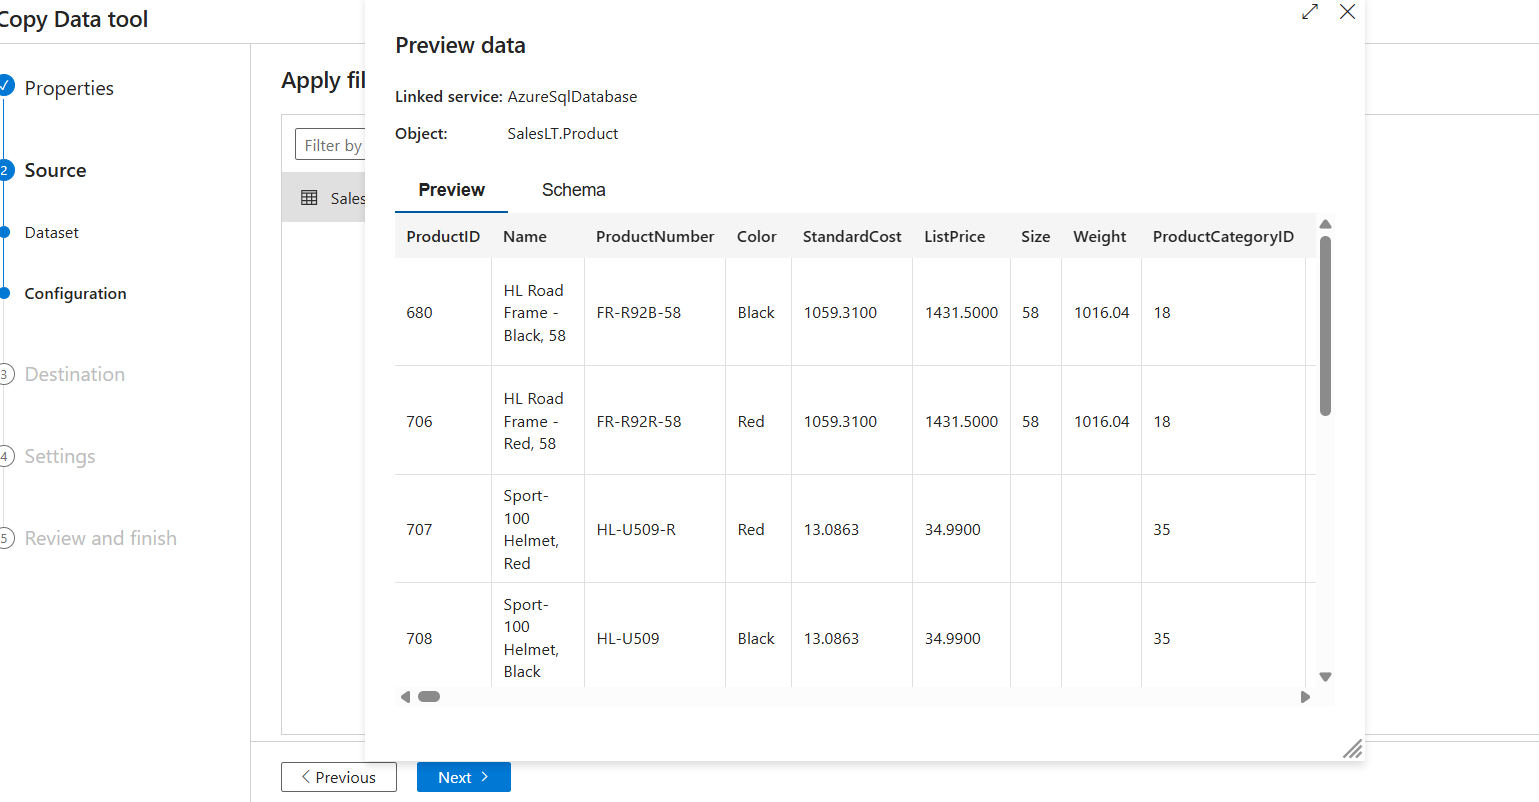 Copy Data tool
Properties
2
Source
Dataset
Configuration
3
Destination
4
Settings
5
Review and finish
Apply fil
Filter by
Sales
Preview data
Linked service: AzureSqlDatabase
Object: SalesLT.Product
Preview Schema
ProductID Name ProductNumber Color StandardCost ListPrice Size Weight ProductCategoryID
680 HL Road Frame - Black, 58 FR-R92B-58 Black 1059.3100 1431.5000 58 1016.04 18
706 HL Road Frame - Red, 58 FR-R92R-58 Red 1059.3100 1431.5000 58 1016.04 18
707 Sport-100 Helmet, Red HL-U509-R Red 13.0863 34.9900 35
708 Sport-100 Helmet, Black HL-U509 Black 13.0863 34.9900 35
Previous Next